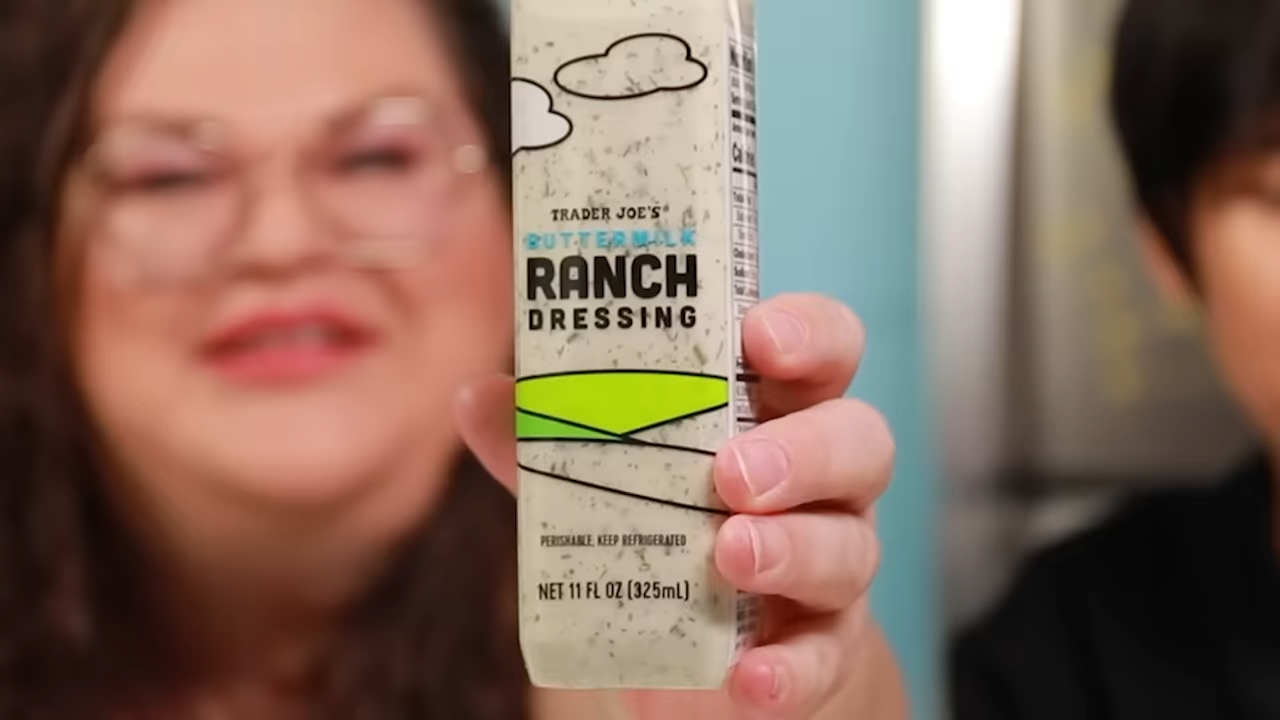 TRADER JOE'S®
BUTTERMILK
RANCH
DRESSING
PERISHABLE, KEEP REFRIGERATED
NET 11 FL OZ (325mL)